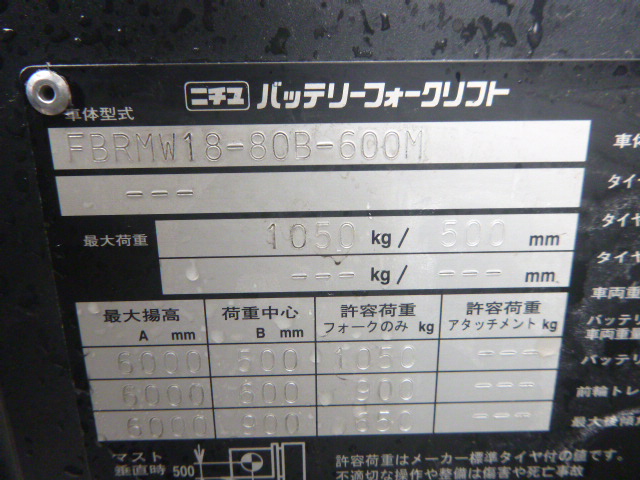 ニチユ バッテリーフォークリフト
車体型式
FBRMW18-80B-600M
車体
---
タイ
最大荷重 1050 kg/ 500 mm
タイヤ
--- kg/ --- mm
タイヤ
車両重
最大揚高 荷重中心 許容荷重 許容荷重
A mm B mm フォークのみ kg アタッチメント kg
バッテリ
車両重
6000 500 1050 ---
バッテリ
6000 600 900 ---
前輪トレ
6000 900 650 ---
最大後傾
マスト
垂直時 500
許容荷重はメーカー標準タイヤ付の値です。
不適切な操作や整備は傷害や死亡事故